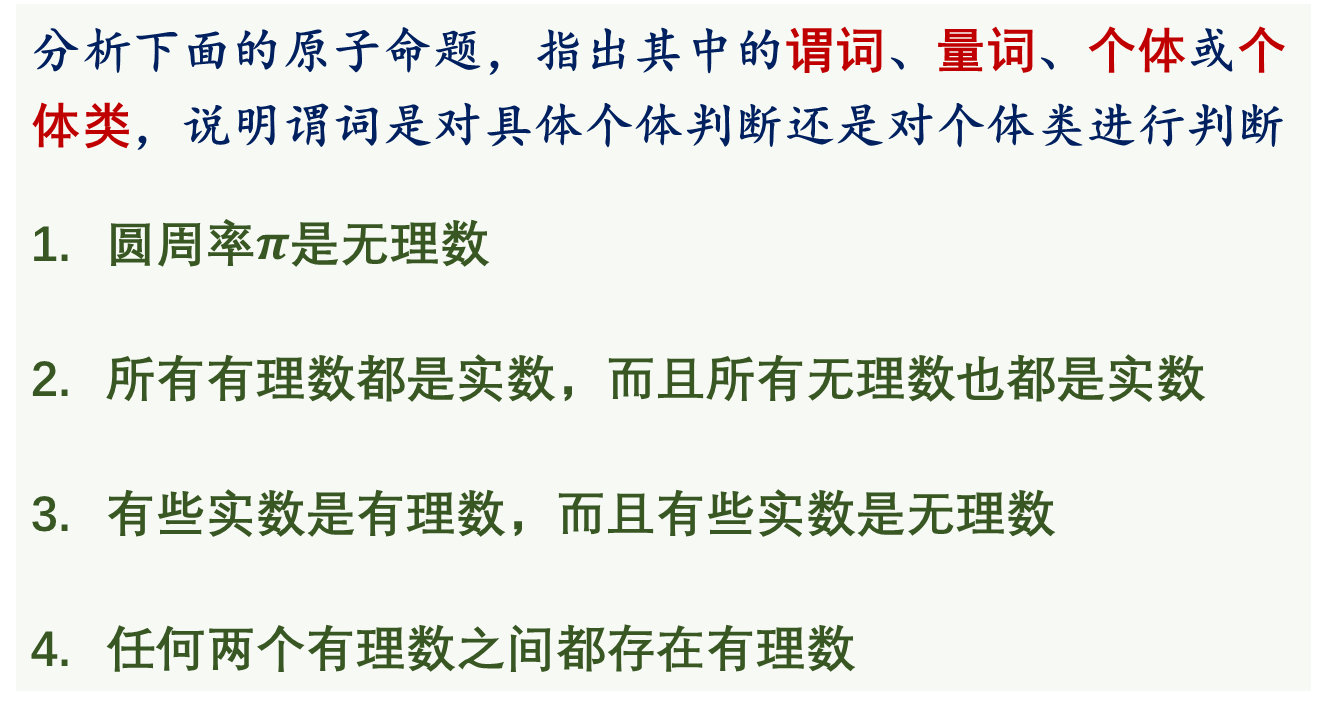 分析下面的原子命题，指出其中的谓词、量词、个体或个
体类，说明谓词是对具体个体判断还是对个体类进行判断
1. 圆周率π是无理数
2. 所有有理数都是实数，而且所有无理数也都是实数
3. 有些实数是有理数，而且有些实数是无理数
4. 任何两个有理数之间都存在有理数